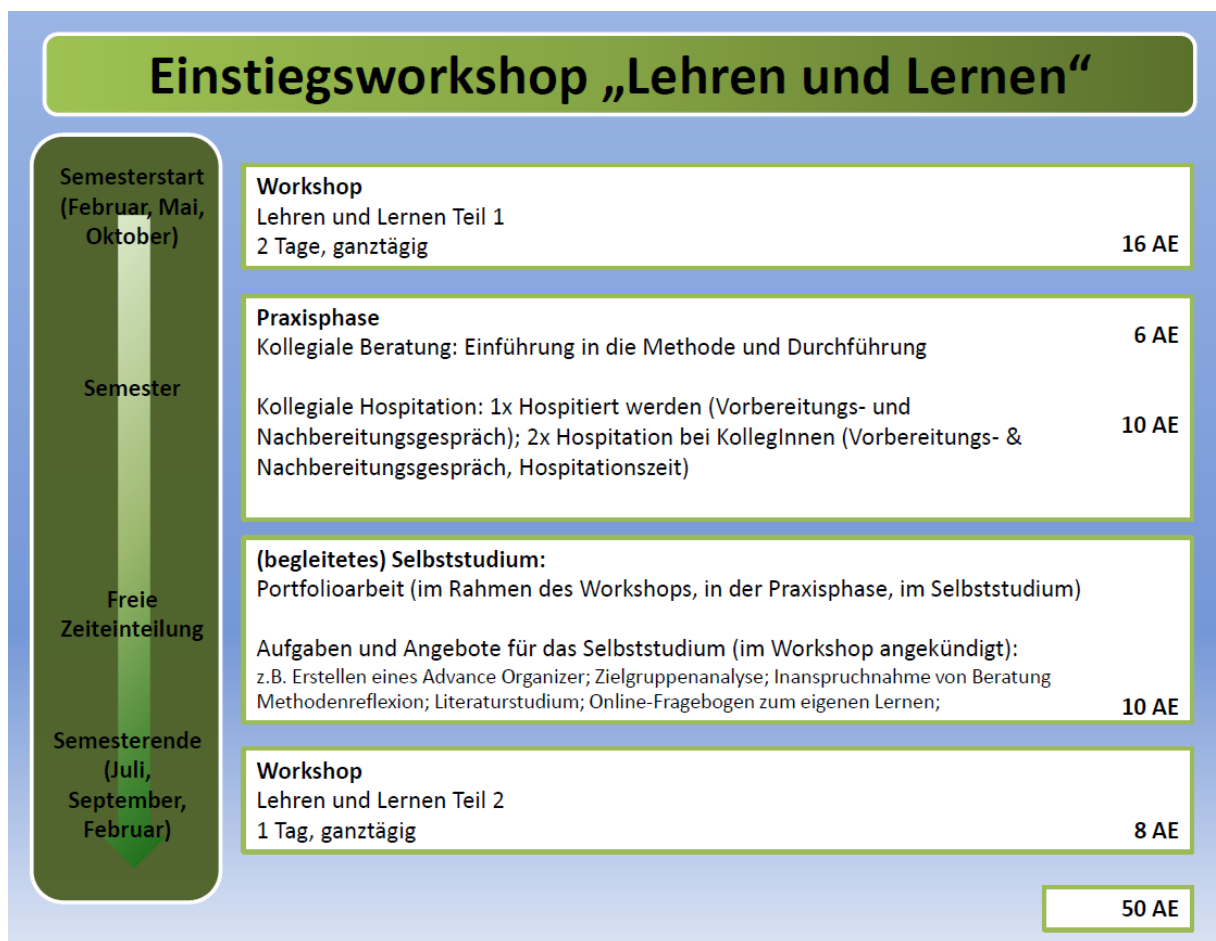 Einstiegsworkshop „Lehren und Lernen“
Semesterstart
(Februar, Mai,
Oktober)
Workshop
Lehren und Lernen Teil 1
2 Tage, ganztägig
16 AE
Semester
Praxisphase
6 AE
Kollegiale Beratung: Einführung in die Methode und Durchführung
Kollegiale Hospitation: 1x Hospitiert werden (Vorbereitungs- und
10 AE
Nachbereitungsgespräch); 2x Hospitation bei KollegInnen (Vorbereitungs- &
Nachbereitungsgespräch, Hospitationszeit)
Freie
Zeiteinteilung
(begleitetes) Selbststudium:
Portfolioarbeit (im Rahmen des Workshops, in der Praxisphase, im Selbststudium)
Aufgaben und Angebote für das Selbststudium (im Workshop angekündigt):
z.B. Erstellen eines Advance Organizer; Zielgruppenanalyse; Inanspruchnahme von Beratung
Methodenreflexion; Literaturstudium; Online-Fragebogen zum eigenen Lernen;
10 AE
Semesterende
(Juli,
September,
Februar)
Workshop
Lehren und Lernen Teil 2
1 Tag, ganztägig
8 AE
50 AE